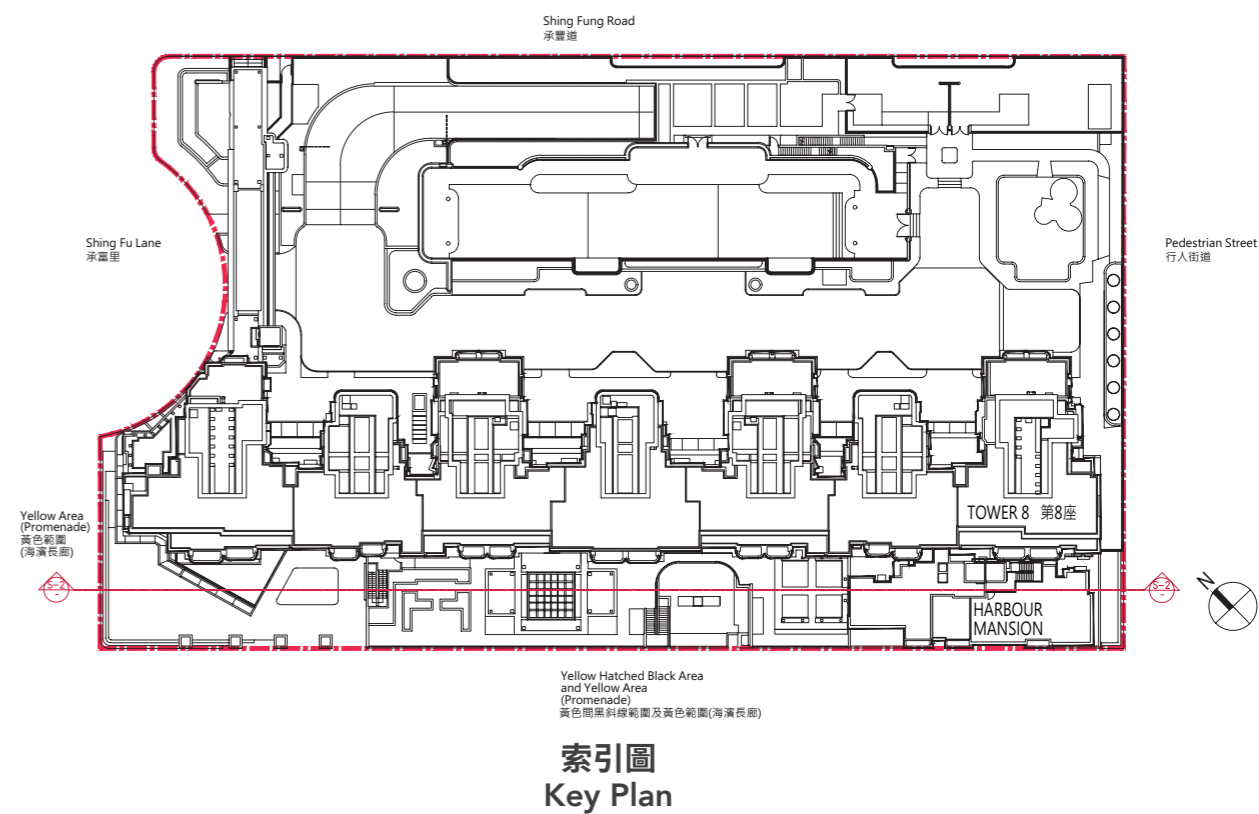 Shing Fung Road
承豐道
Shing Fu Lane
承富里
Pedestrian Street
行人街道
TOWER 8 第8座
Yellow Area
(Promenade)
黃色範圍
(海濱長廊)
S-2
-
S-2
-
N
HARBOUR
MANSION
Yellow Hatched Black Area
and Yellow Area
(Promenade)
黃色間黑斜線範圍及黃色範圍(海濱長廊)
索引圖
Key Plan